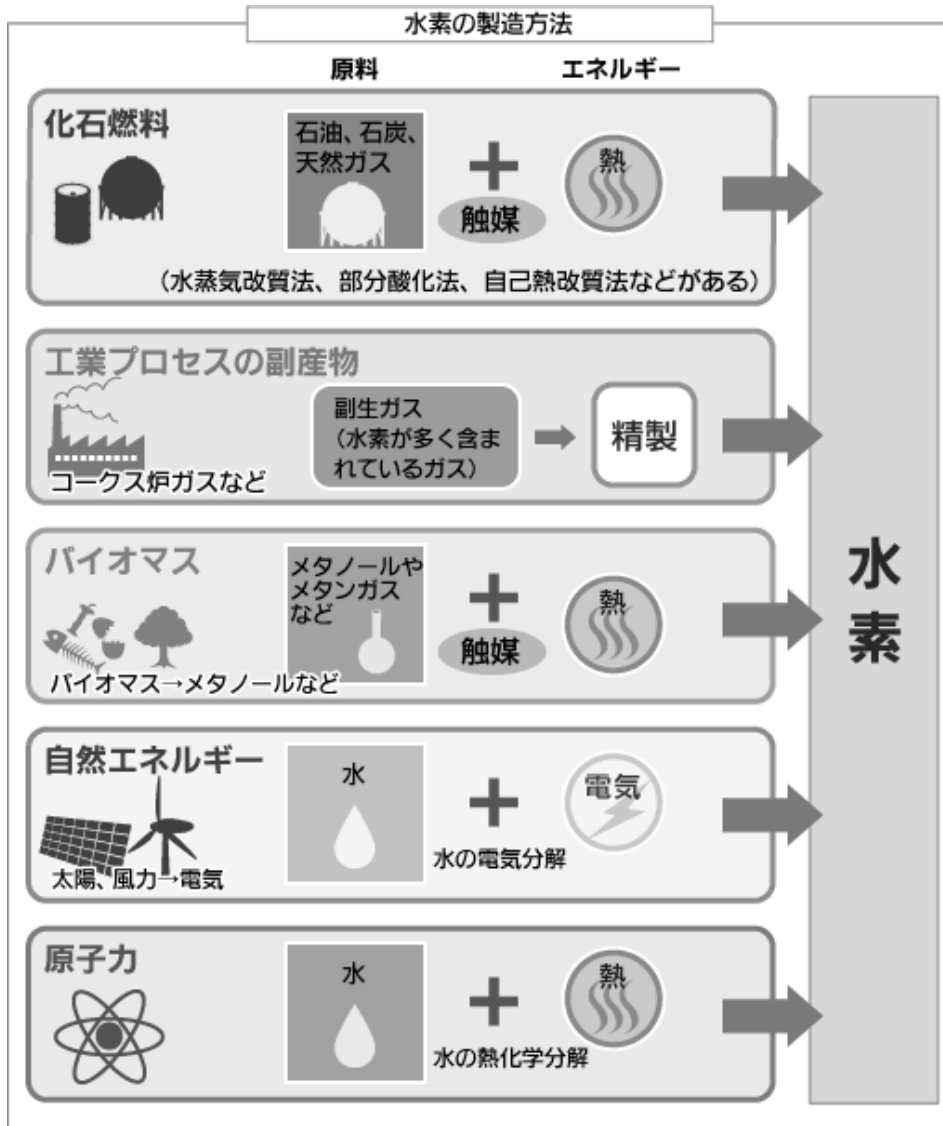 水素の製造方法
原料
エネルギー
化石燃料
石油、石炭、
天然ガス
熱
触媒
（水蒸気改質法、部分酸化法、自己熱改質法などがある）
工業プロセスの副産物
副生ガス
（水素が多く含ま
れているガス）
精製
コークス炉ガスなど
バイオマス
メタノールや
メタンガス
など
熱
触媒
バイオマス→メタノールなど
自然エネルギー
水
電気
水の電気分解
太陽、風力→電気
原子力
水
熱
水の熱化学分解
水素